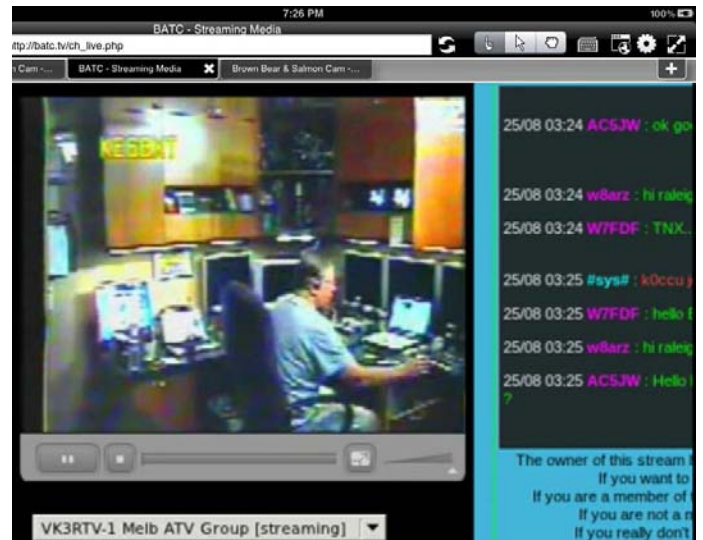 7:26 PM
100%
BATC - Streaming Media
ttp://batc.tv/ch_live.php
n Cam -...
BATC - Streaming Media
Brown Bear & Salmon Cam -...
KE6BXT
25/08 03:24 AC5JW : ok go
25/08 03:24 w8arz : hi raleig
25/08 03:24 W7FDF : TNX..
25/08 03:25 #sys# : k0ccu j
25/08 03:25 W7FDF : hello
25/08 03:25 w8arz : hi raleig
25/08 03:25 AC5JW : Hello
?
The owner of this stream
If you want to
If you are a member of
If you are not a
If you really don't
VK3RTV-1 Melb ATV Group [streaming]